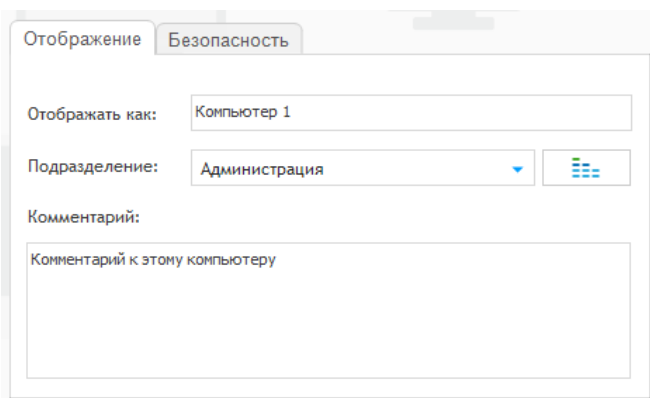 Отображение
Безопасность
Отображать как:
Компьютер 1
Подразделение:
Администрация
Комментарий:
Комментарий к этому компьютеру